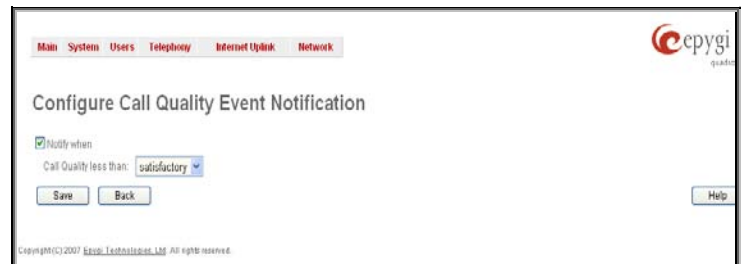 Main System Users Telephony Internet Uplink Network
epygi
quadro
Configure Call Quality Event Notification
Notify when
Call Quality less than: satisfactory
Save Back Help
Copyright (C) 2007 Epygi Technologies, Ltd. All rights reserved.